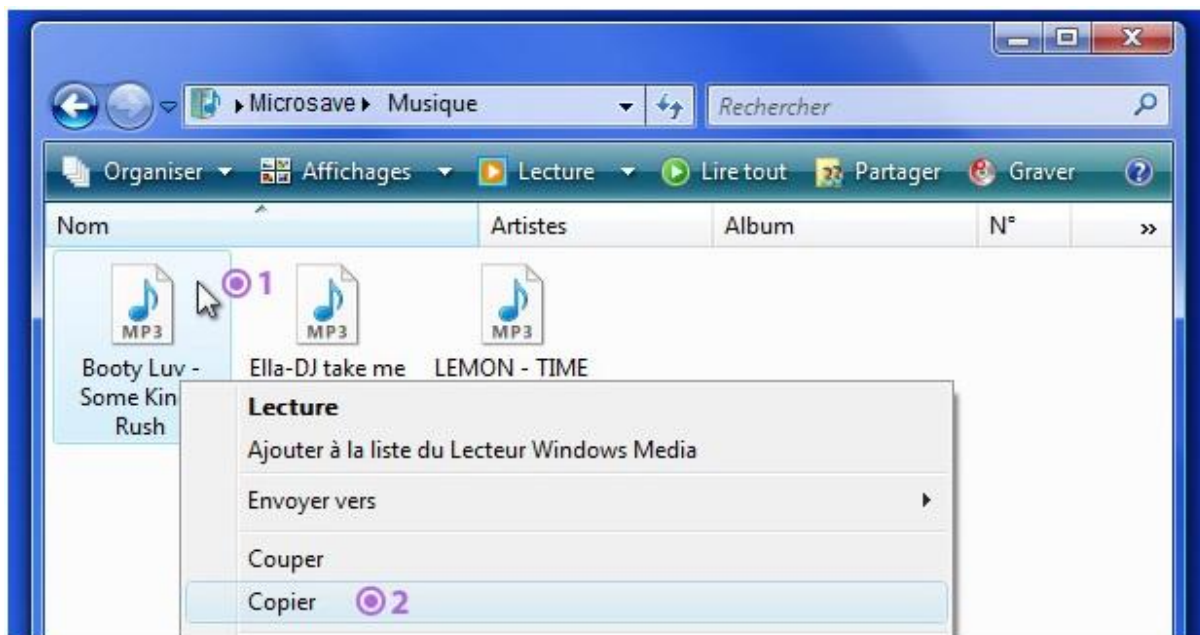 Microsave Musique
Rechercher
Organiser Affichages Lecture Lire tout Partager Graver
Nom Artistes Album N° »
1
MP3 MP3 MP3
Booty Luv - Ella-DJ take me LEMON - TIME
Some Kin
Rush
Lecture
Ajouter à la liste du Lecteur Windows Media
Envoyer vers
Couper
Copier 2